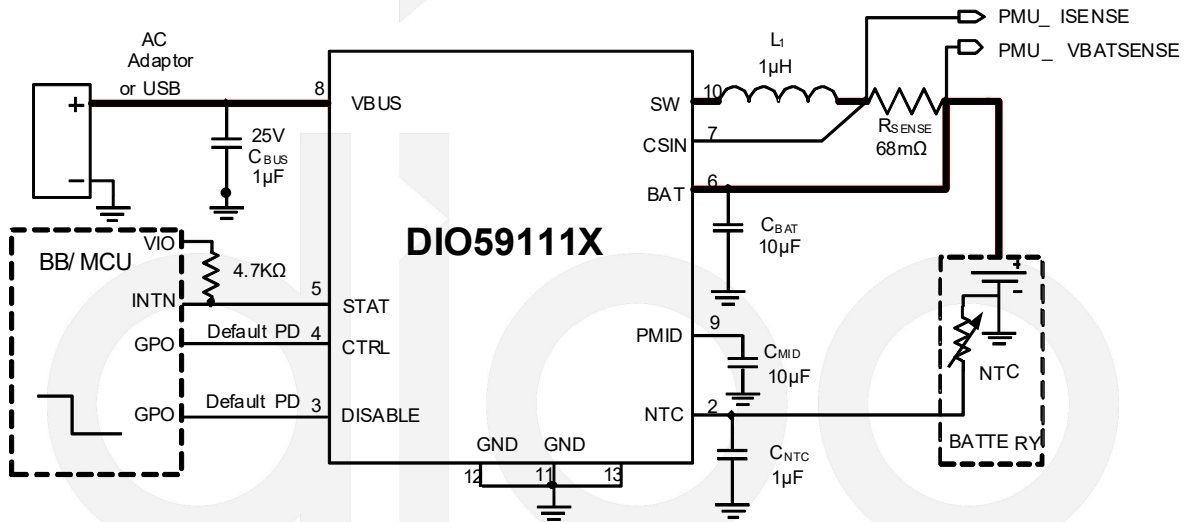 PMU_ ISENSE
PMU_ VBATSENSE
AC
Adaptor
or USB
L1
1µH
8
VBUS
SW
10
RSENSE
68mΩ
CSIN
7
25V
CBUS
1µF
+
−
BAT
6
DIO59111X
CBAT
10µF
BB/ MCU
VIO
4.7KΩ
INTN
5
STAT
GPO
Default PD
4
CTRL
PMID
9
CMID
10µF
+
-
NTC
GPO
Default PD
3
DISABLE
NTC
2
BATTE RY
GND
GND
12
11
13
CNTC
1µF
dioo